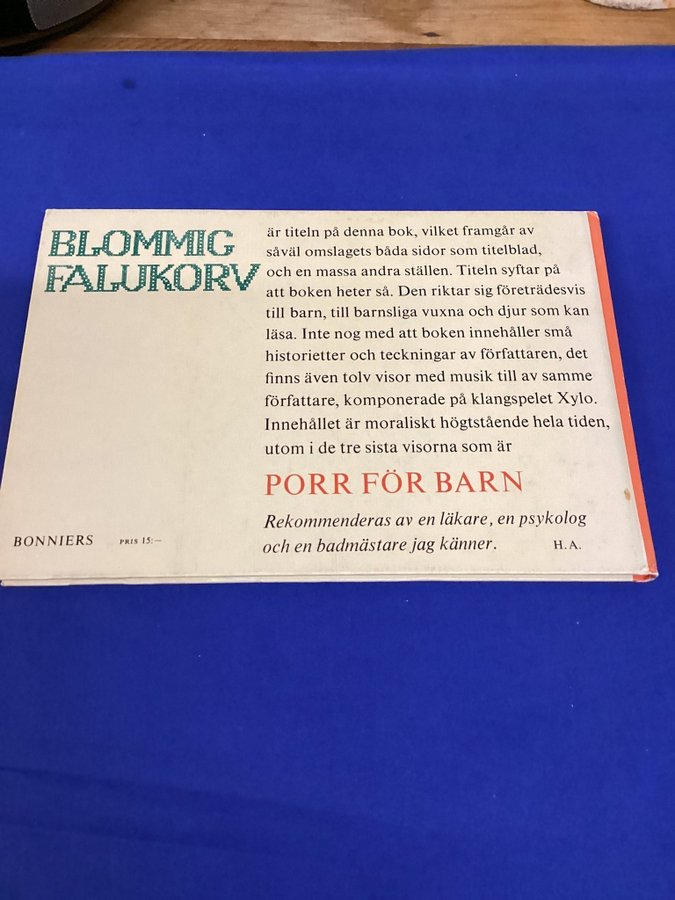 BLOMMIG
FALUKORV
är titeln på denna bok, vilket framgår av
såväl omslagets båda sidor som titelblad,
och en massa andra ställen. Titeln syftar på
att boken heter så. Den riktar sig företrädesvis
till barn, till barnsliga vuxna och djur som kan
läsa. Inte nog med att boken innehåller små
historietter och teckningar av författaren, det
finns även tolv visor med musik till av samme
författare, komponerade på klangspelet Xylo.
Innehållet är moraliskt högtstående hela tiden,
utom i de tre sista visorna som är
PORR FÖR BARN
Rekommenderas av en läkare, en psykolog
och en badmästare jag känner. H.A.
BONNIERS PRIS 15:—